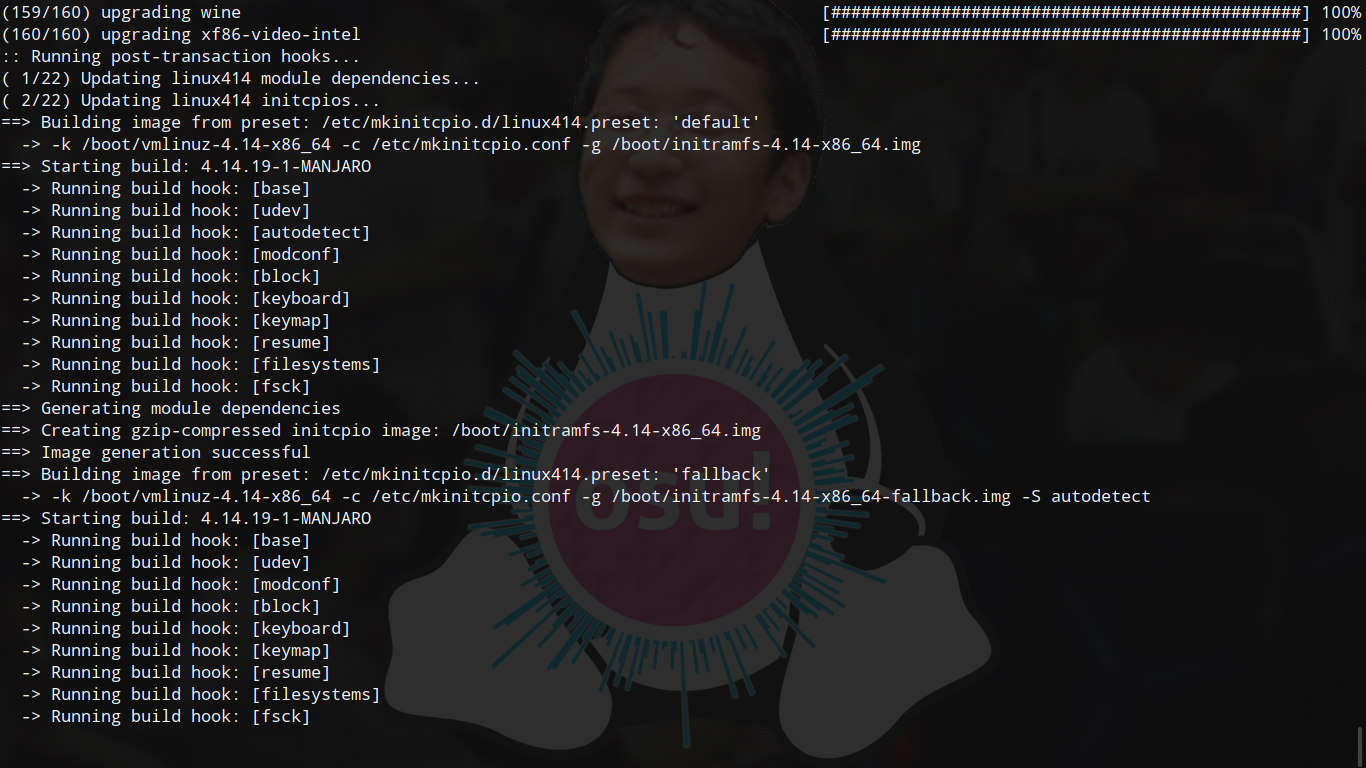 (159/160) upgrading wine [###############################################] 100%
(160/160) upgrading xf86-video-intel [###############################################] 100%
:: Running post-transaction hooks...
( 1/22) Updating linux414 module dependencies...
( 2/22) Updating linux414 initcpios...
==> Building image from preset: /etc/mkinitcpio.d/linux414.preset: 'default'
  -> -k /boot/vmlinuz-4.14-x86_64 -c /etc/mkinitcpio.conf -g /boot/initramfs-4.14-x86_64.img
==> Starting build: 4.14.19-1-MANJARO
  -> Running build hook: [base]
  -> Running build hook: [udev]
  -> Running build hook: [autodetect]
  -> Running build hook: [modconf]
  -> Running build hook: [block]
  -> Running build hook: [keyboard]
  -> Running build hook: [keymap]
  -> Running build hook: [resume]
  -> Running build hook: [filesystems]
  -> Running build hook: [fsck]
==> Generating module dependencies
==> Creating gzip-compressed initcpio image: /boot/initramfs-4.14-x86_64.img
==> Image generation successful
==> Building image from preset: /etc/mkinitcpio.d/linux414.preset: 'fallback'
  -> -k /boot/vmlinuz-4.14-x86_64 -c /etc/mkinitcpio.conf -g /boot/initramfs-4.14-x86_64-fallback.img -S autodetect
==> Starting build: 4.14.19-1-MANJARO
osu!
  -> Running build hook: [base]
  -> Running build hook: [udev]
  -> Running build hook: [modconf]
  -> Running build hook: [block]
  -> Running build hook: [keyboard]
  -> Running build hook: [keymap]
  -> Running build hook: [resume]
  -> Running build hook: [filesystems]
  -> Running build hook: [fsck]